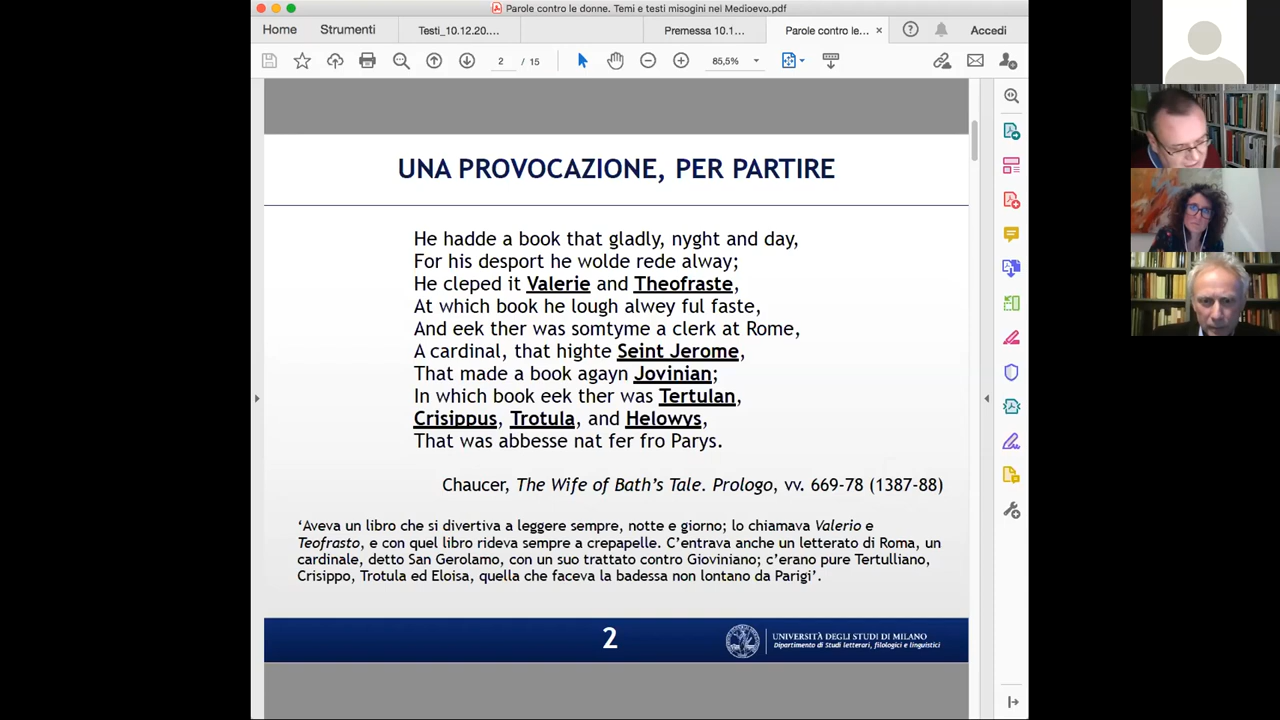 Parole contro le donne. Temi e testi misogini nel Medioevo.pdf
Home Strumenti Testi_10.12.20.... Premessa 10.1... Parole contro le... × Accedi
2 / 15 85,5%
UNA PROVOCAZIONE, PER PARTIRE
He hadde a book that gladly, nyght and day,
For his desport he wolde rede alway;
He cleped it Valerie and Theofraste,
At which book he lough alwey ful faste,
And eek ther was somtyme a clerk at Rome,
A cardinal, that highte Seint Jerome,
That made a book agayn Jovinian;
In which book eek ther was Tertulan,
Crisippus, Trotula, and Helowys,
That was abbesse nat fer fro Parys.
Chaucer, The Wife of Bath's Tale. Prologo, vv. 669-78 (1387-88)
‘Aveva un libro che si divertiva a leggere sempre, notte e giorno; lo chiamava Valerio e
Teofrasto, e con quel libro rideva sempre a crepapelle. C’entrava anche un letterato di Roma, un
cardinale, detto San Gerolamo, con un suo trattato contro Gioviniano; c’erano pure Tertulliano,
Crisippo, Trotula ed Eloisa, quella che faceva la badessa non lontano da Parigi’.
2
UNIVERSITÀ DEGLI STUDI DI MILANO
Dipartimento di Studi letterari, filologici e linguistici